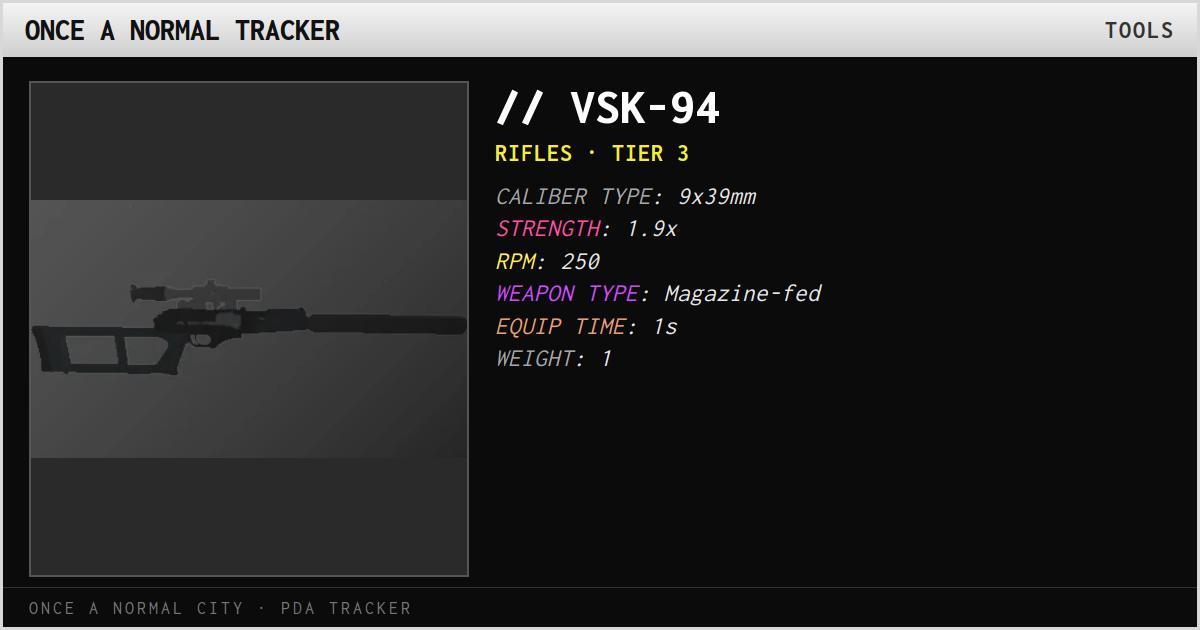 ONCE A NORMAL TRACKER
TOOLS
// VSK-94
RIFLES · TIER 3
CALIBER TYPE: 9x39mm
STRENGTH: 1.9x
RPM: 250
WEAPON TYPE: Magazine-fed
EQUIP TIME: 1s
WEIGHT: 1
ONCE A NORMAL CITY · PDA TRACKER